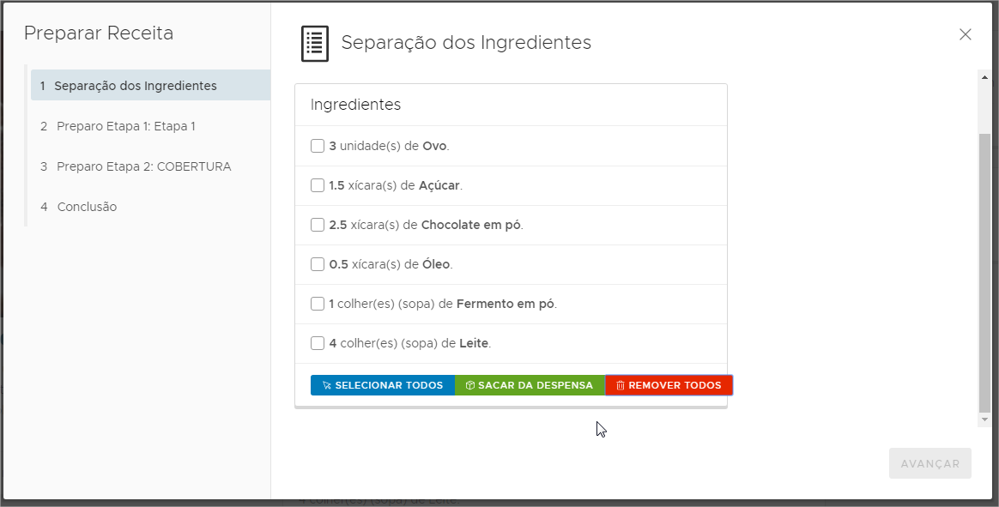 Preparar Receita
1 Separação dos Ingredientes
2 Preparo Etapa 1: Etapa 1
3 Preparo Etapa 2: COBERTURA
4 Conclusão
Separação dos Ingredientes
Ingredientes
3 unidade(s) de Ovo.
1.5 xícara(s) de Açúcar.
2.5 xícara(s) de Chocolate em pó.
0.5 xícara(s) de Óleo.
1 colher(es) (sopa) de Fermento em pó.
4 colher(es) (sopa) de Leite.
SELECIONAR TODOS SACAR DA DESPENSA REMOVER TODOS
AVANÇAR
4 colher(es) (sopa) de Leite.